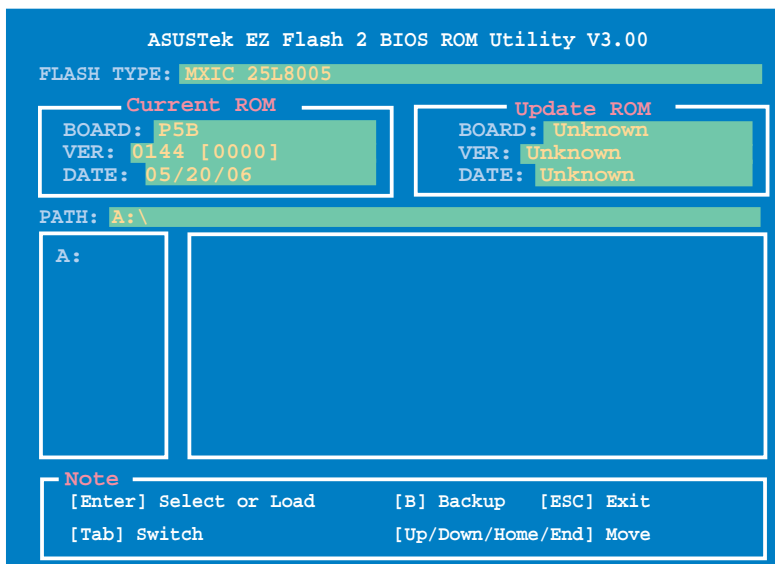 ASUSTek EZ Flash 2 BIOS ROM Utility V3.00
FLASH TYPE: MXIC 25L8005
Current ROM
BOARD: P5B
VER: 0144 [0000]
DATE: 05/20/06
Update ROM
BOARD: Unknown
VER: Unknown
DATE: Unknown
PATH: A:\
A:
Note
[Enter] Select or Load [B] Backup [ESC] Exit
[Tab] Switch [Up/Down/Home/End] Move